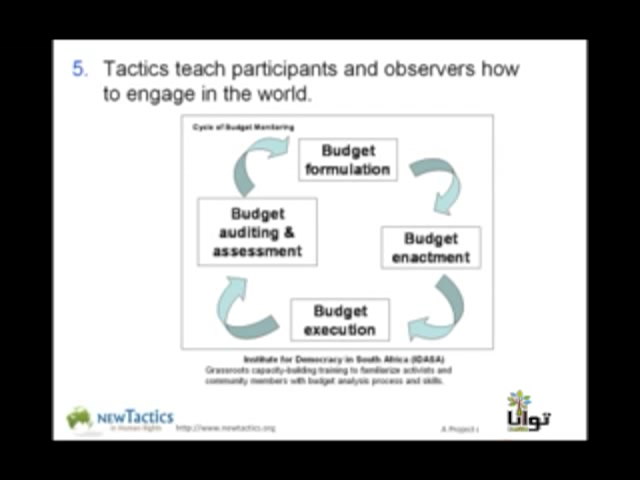 5. Tactics teach participants and observers how
to engage in the world.
Cycle of Budget Monitoring
Budget
formulation
Budget
auditing &
assessment
Budget
enactment
Budget
execution
Institute for Democracy in South Africa (IDASA)
Grassroots capacity-building training to familiarize activists and
community members with budget analysis process and skills.
NEWTactics
in Human Rights
http://www.newtactics.org
A Project
توانا